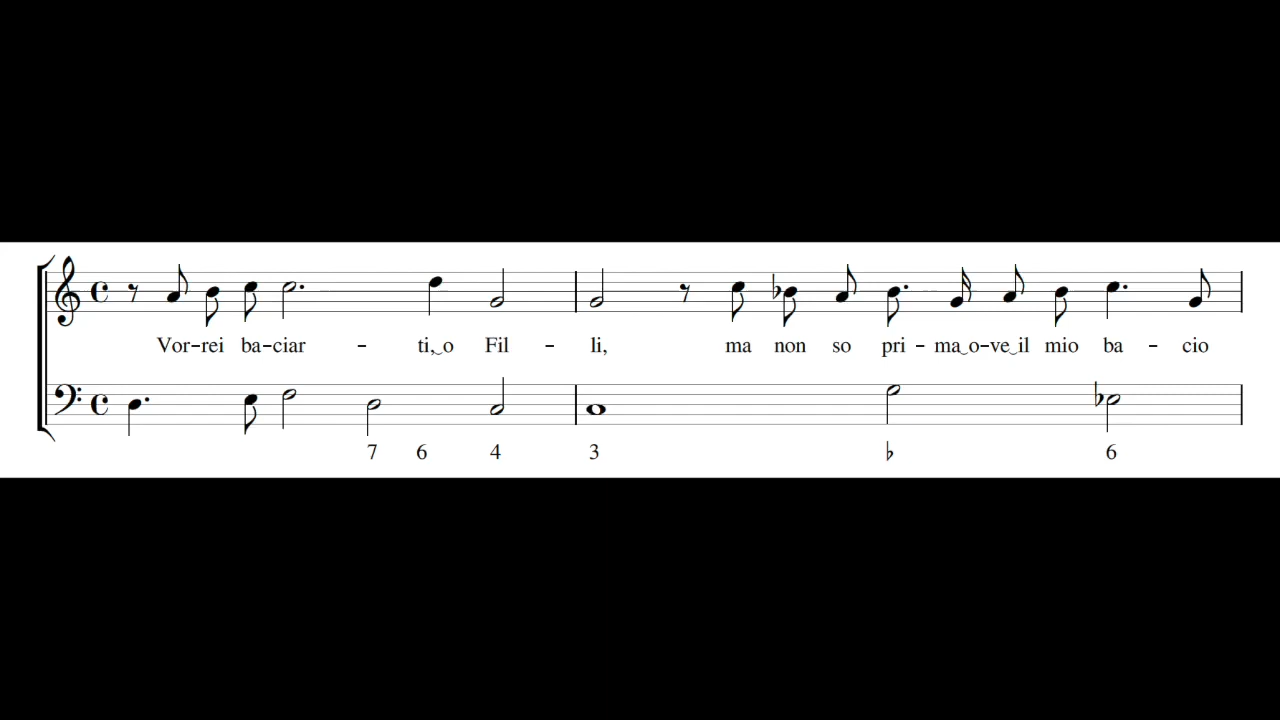 Vor-rei ba-ciar - ti,‿o Fil - li, ma non so pri - ma‿o-ve‿il mio ba - cio
7 6 4 3 ♭ 6